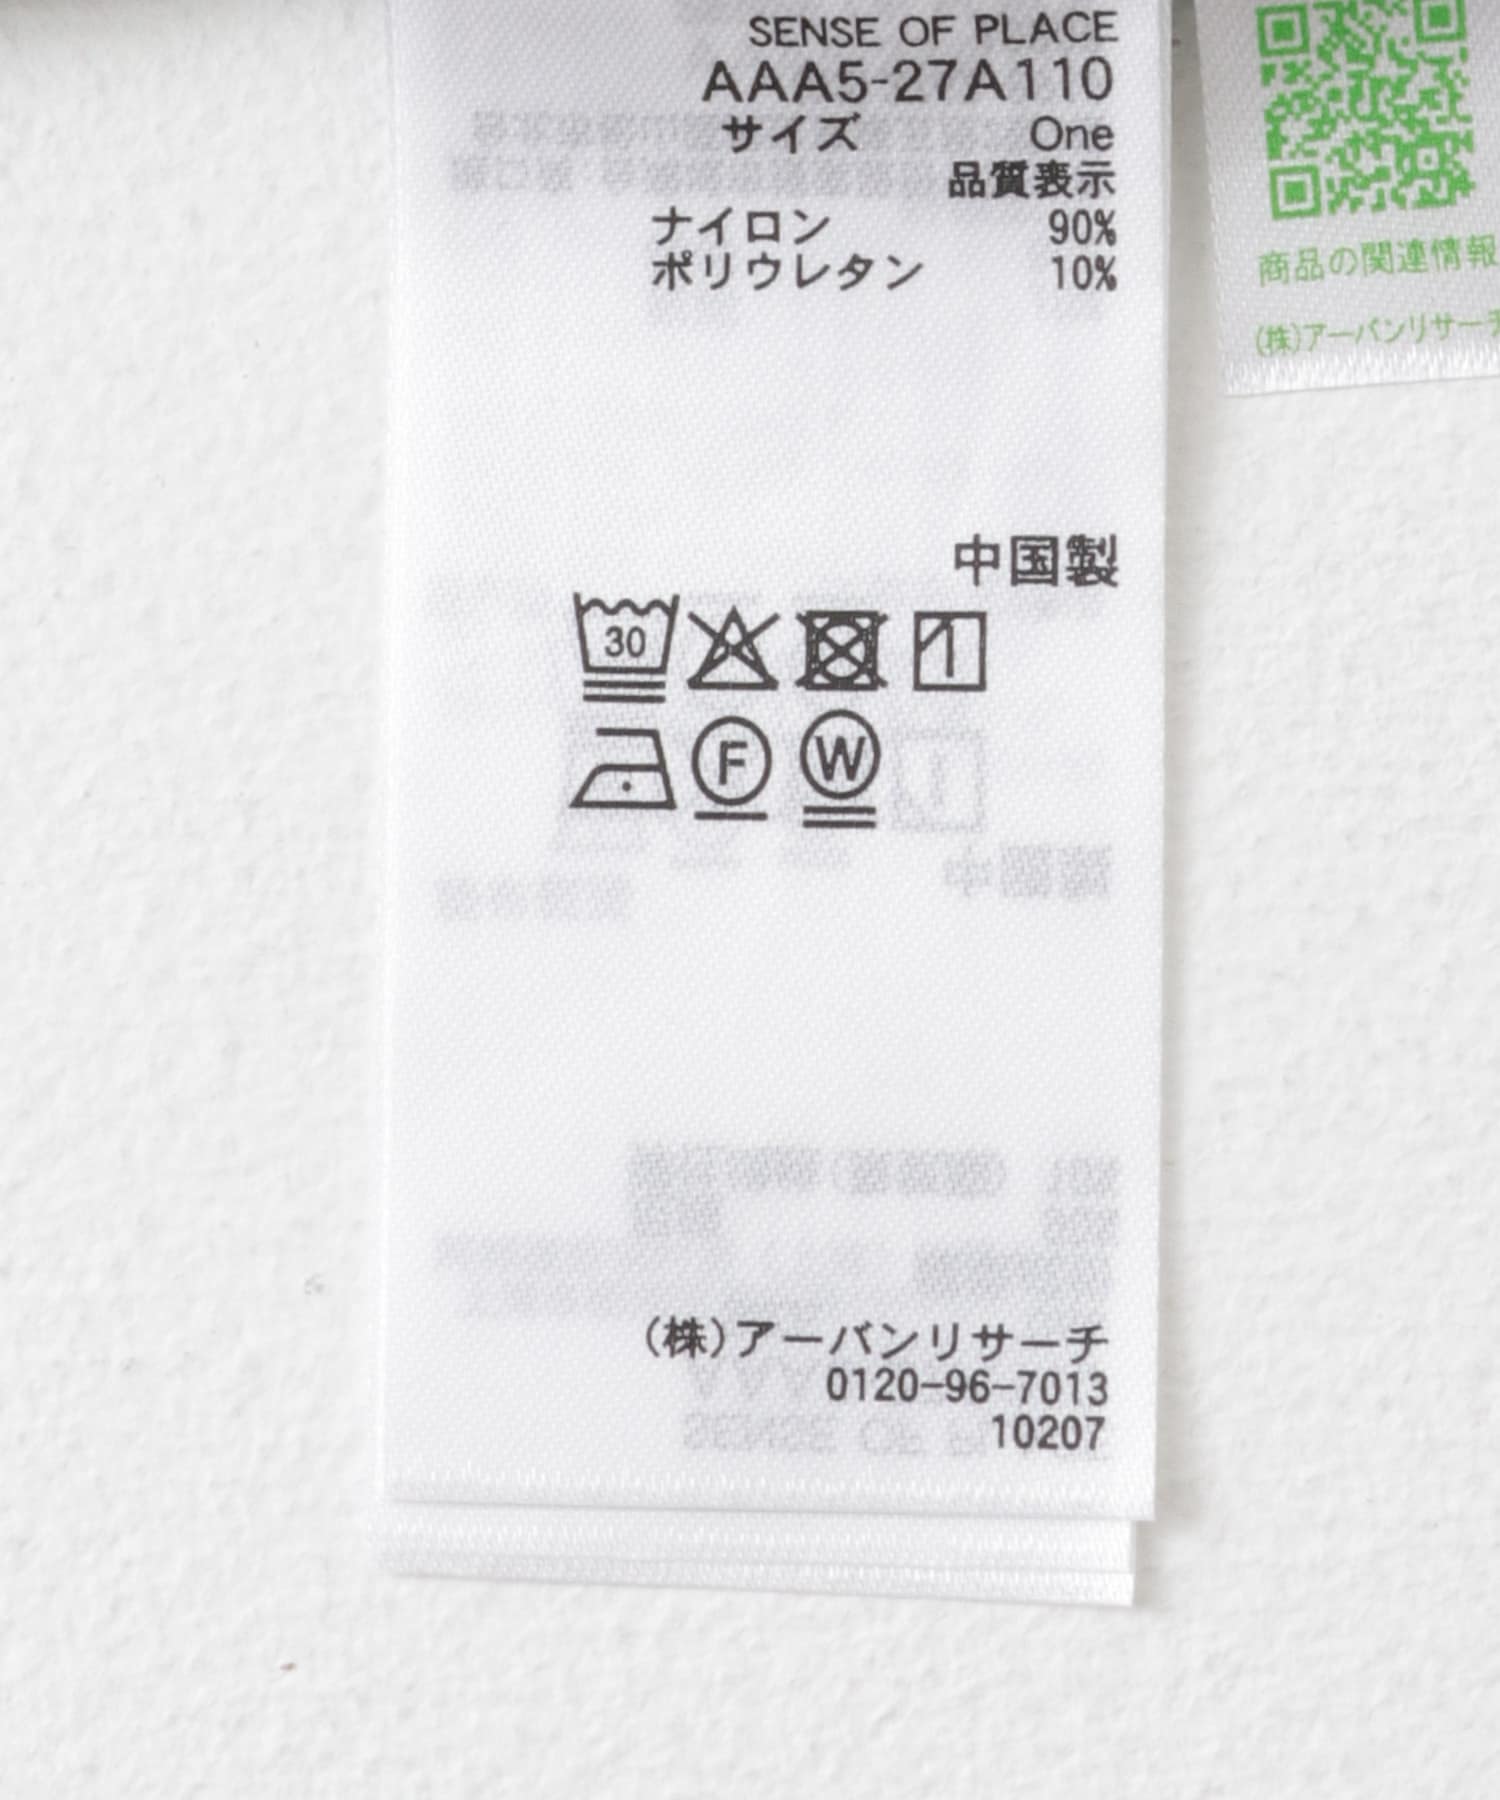 SENSE OF PLACE
AAA5-27A110
サイズ One
品質表示
ナイロン 90%
ポリウレタン 10%
中国製
30
F W
(株)アーバンリサーチ
0120-96-7013
10207
商品の関連情報
(株)アーバンリサーチ